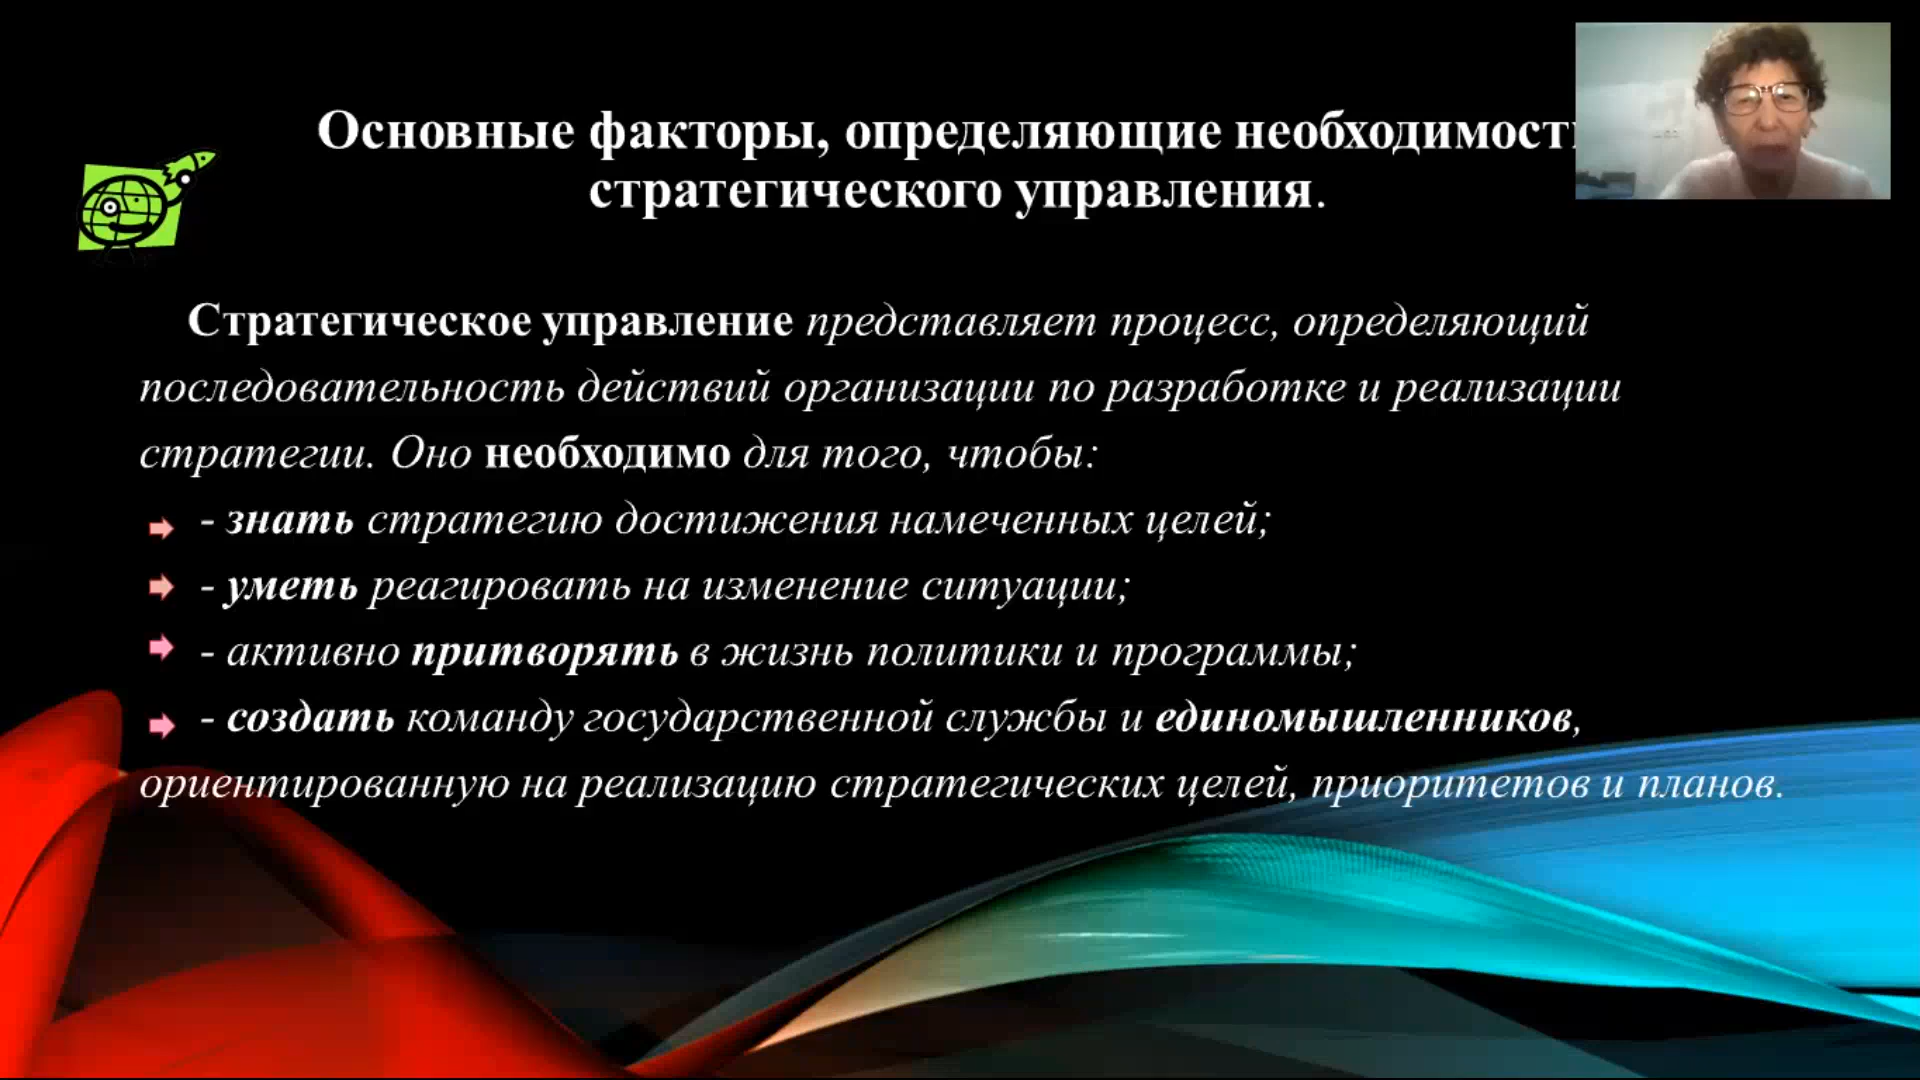 Основные факторы, определяющие необходимость
стратегического управления.
Стратегическое управление представляет процесс, определяющий
последовательность действий организации по разработке и реализации
стратегии. Оно необходимо для того, чтобы:
- знать стратегию достижения намеченных целей;
- уметь реагировать на изменение ситуации;
- активно притворять в жизнь политики и программы;
- создать команду государственной службы и единомышленников,
ориентированную на реализацию стратегических целей, приоритетов и планов.